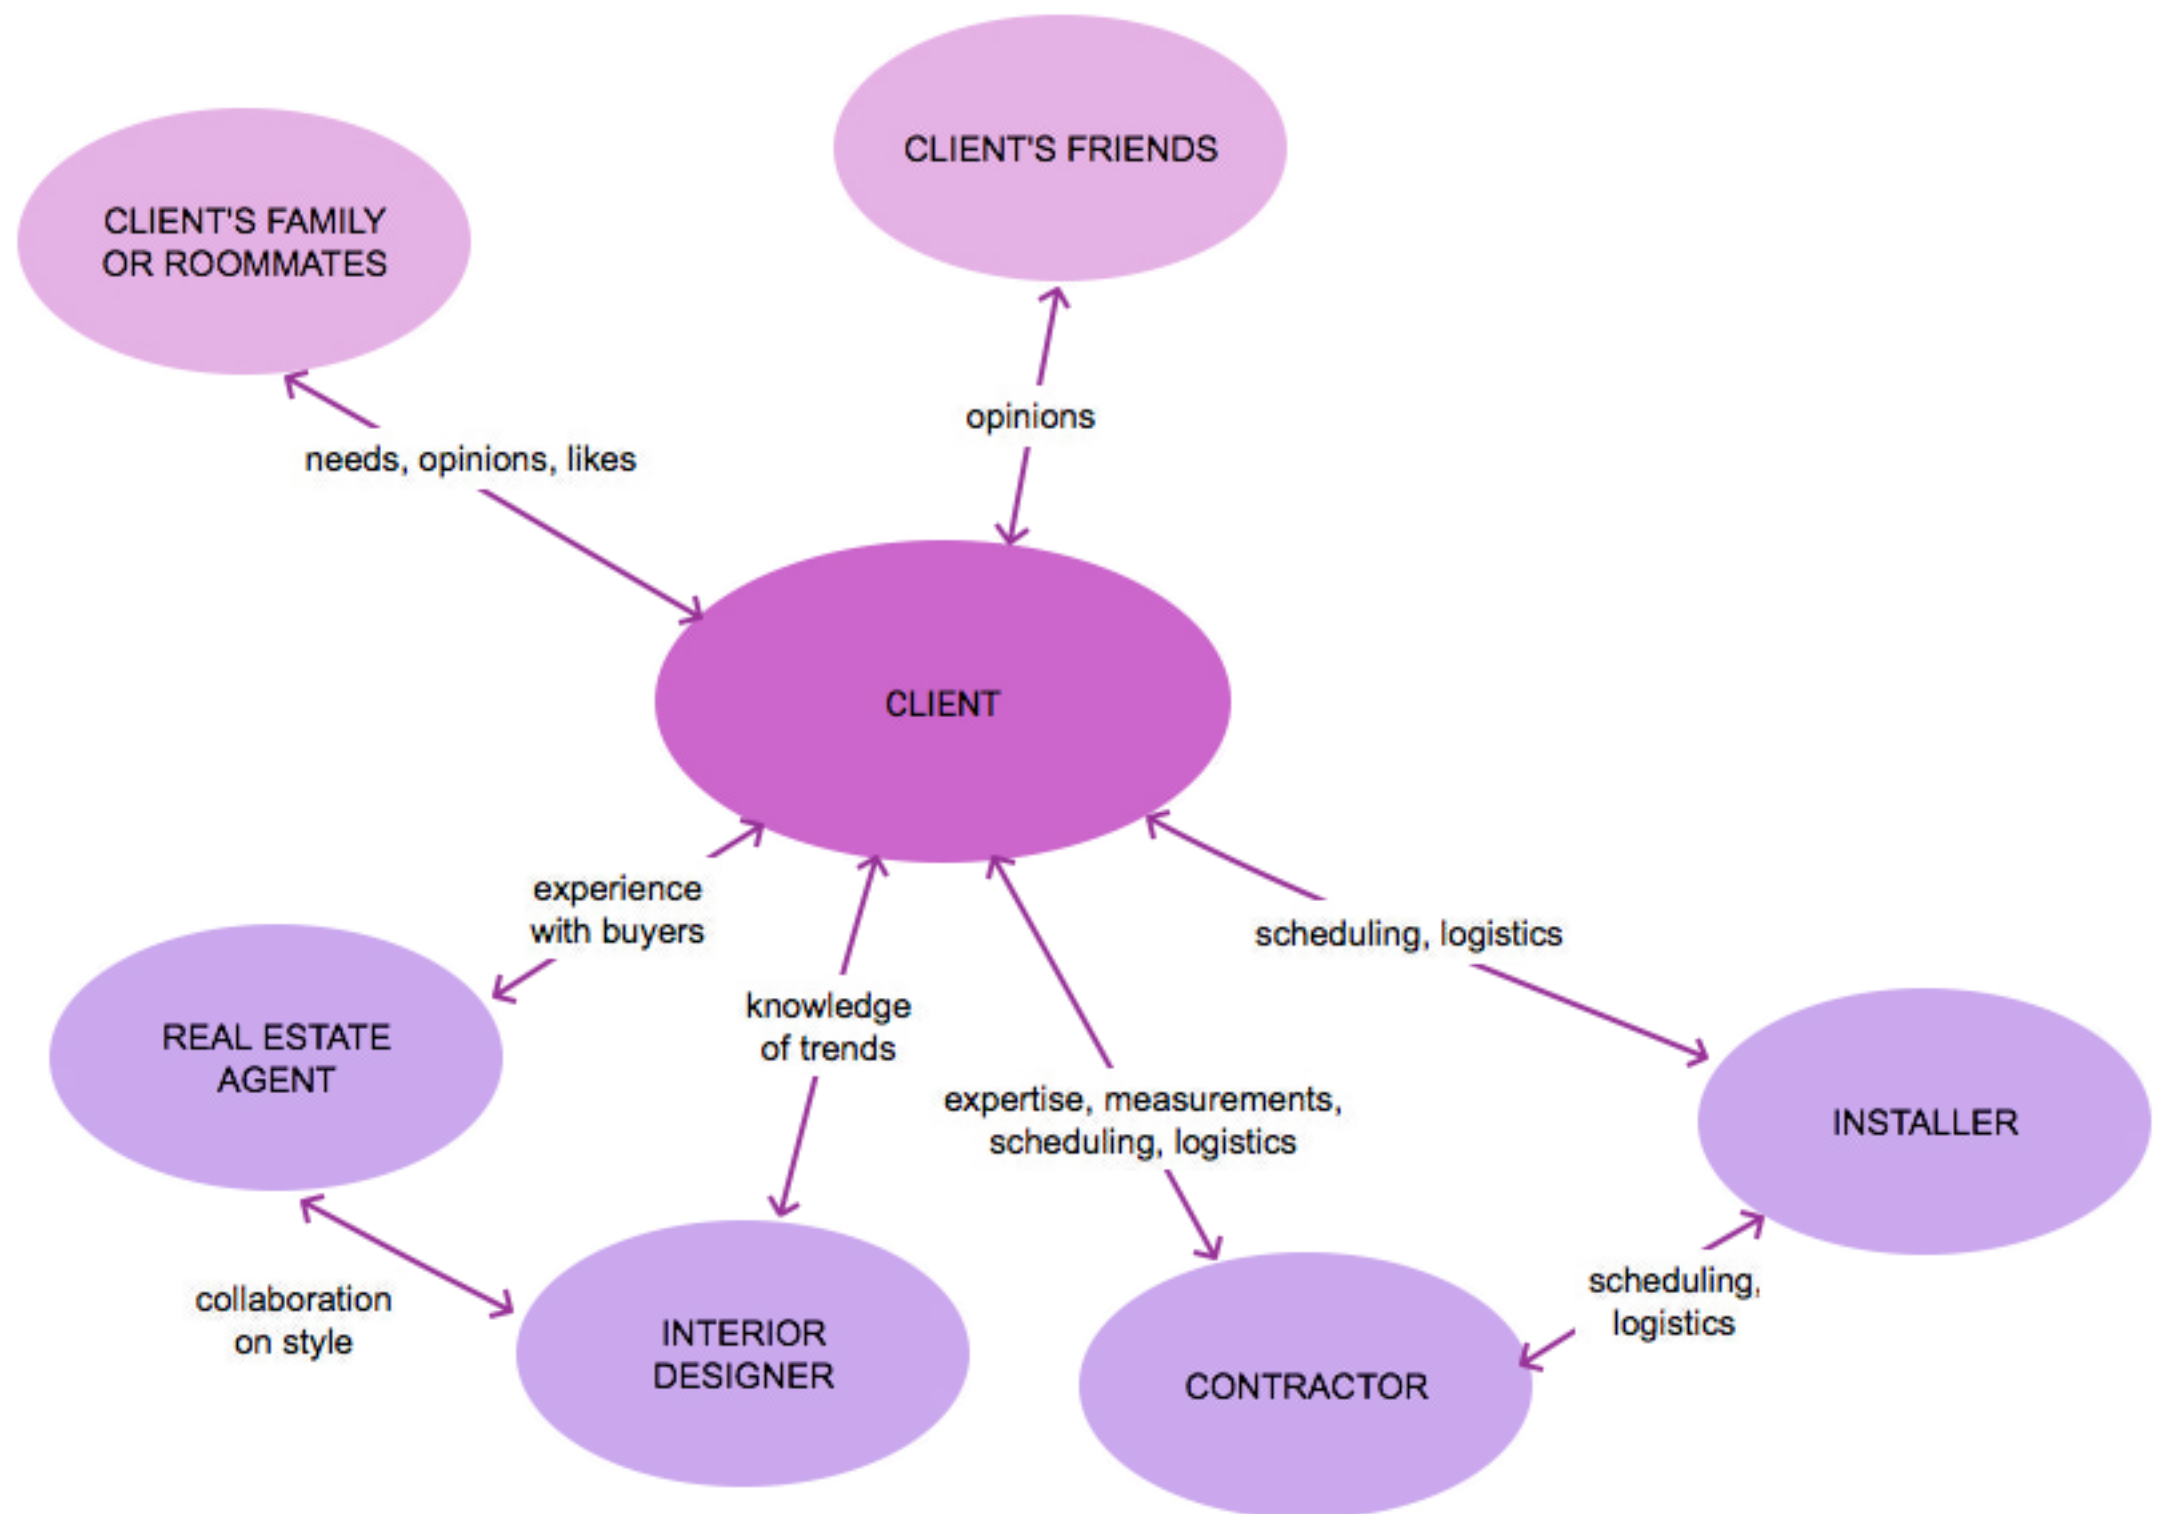 CLIENT'S FRIENDS
CLIENT'S FAMILY
OR ROOMMATES
opinions
needs, opinions, likes
CLIENT
experience
with buyers
scheduling, logistics
knowledge
of trends
REAL ESTATE
AGENT
expertise, measurements,
scheduling, logistics
INSTALLER
scheduling,
logistics
collaboration
on style
INTERIOR
DESIGNER
CONTRACTOR